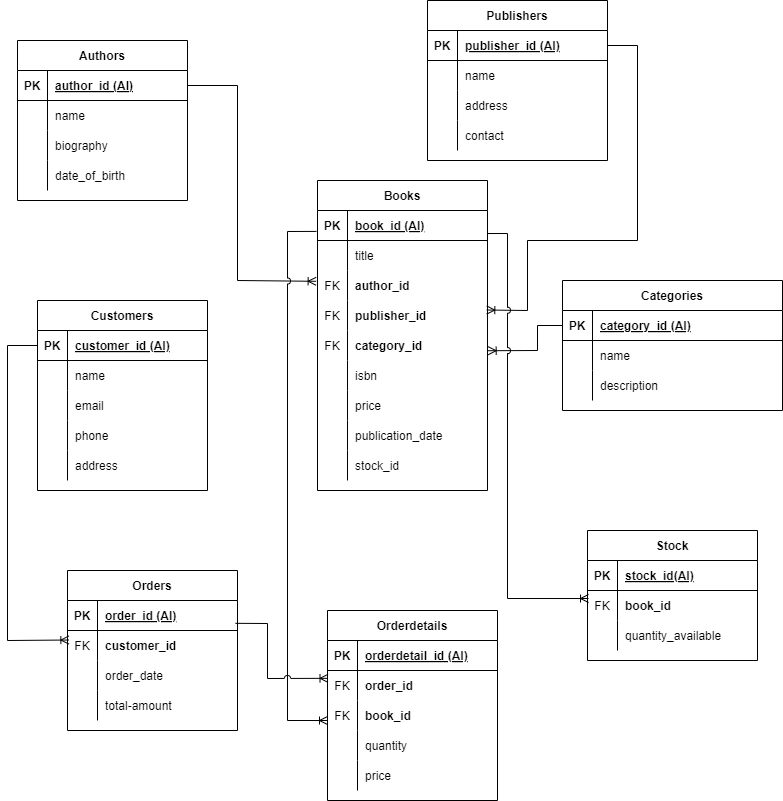 Publishers
PK publisher_id (AI)
name
address
contact
Authors
PK author_id (AI)
name
biography
date_of_birth
Books
PK book_id (AI)
title
FK author_id
FK publisher_id
FK category_id
isbn
price
publication_date
stock_id
Categories
PK category_id (AI)
name
description
Customers
PK customer_id (AI)
name
email
phone
address
Stock
PK stock_id(AI)
FK book_id
quantity_available
Orders
PK order_id (AI)
FK customer_id
order_date
total-amount
Orderdetails
PK orderdetail_id (AI)
FK order_id
FK book_id
quantity
price